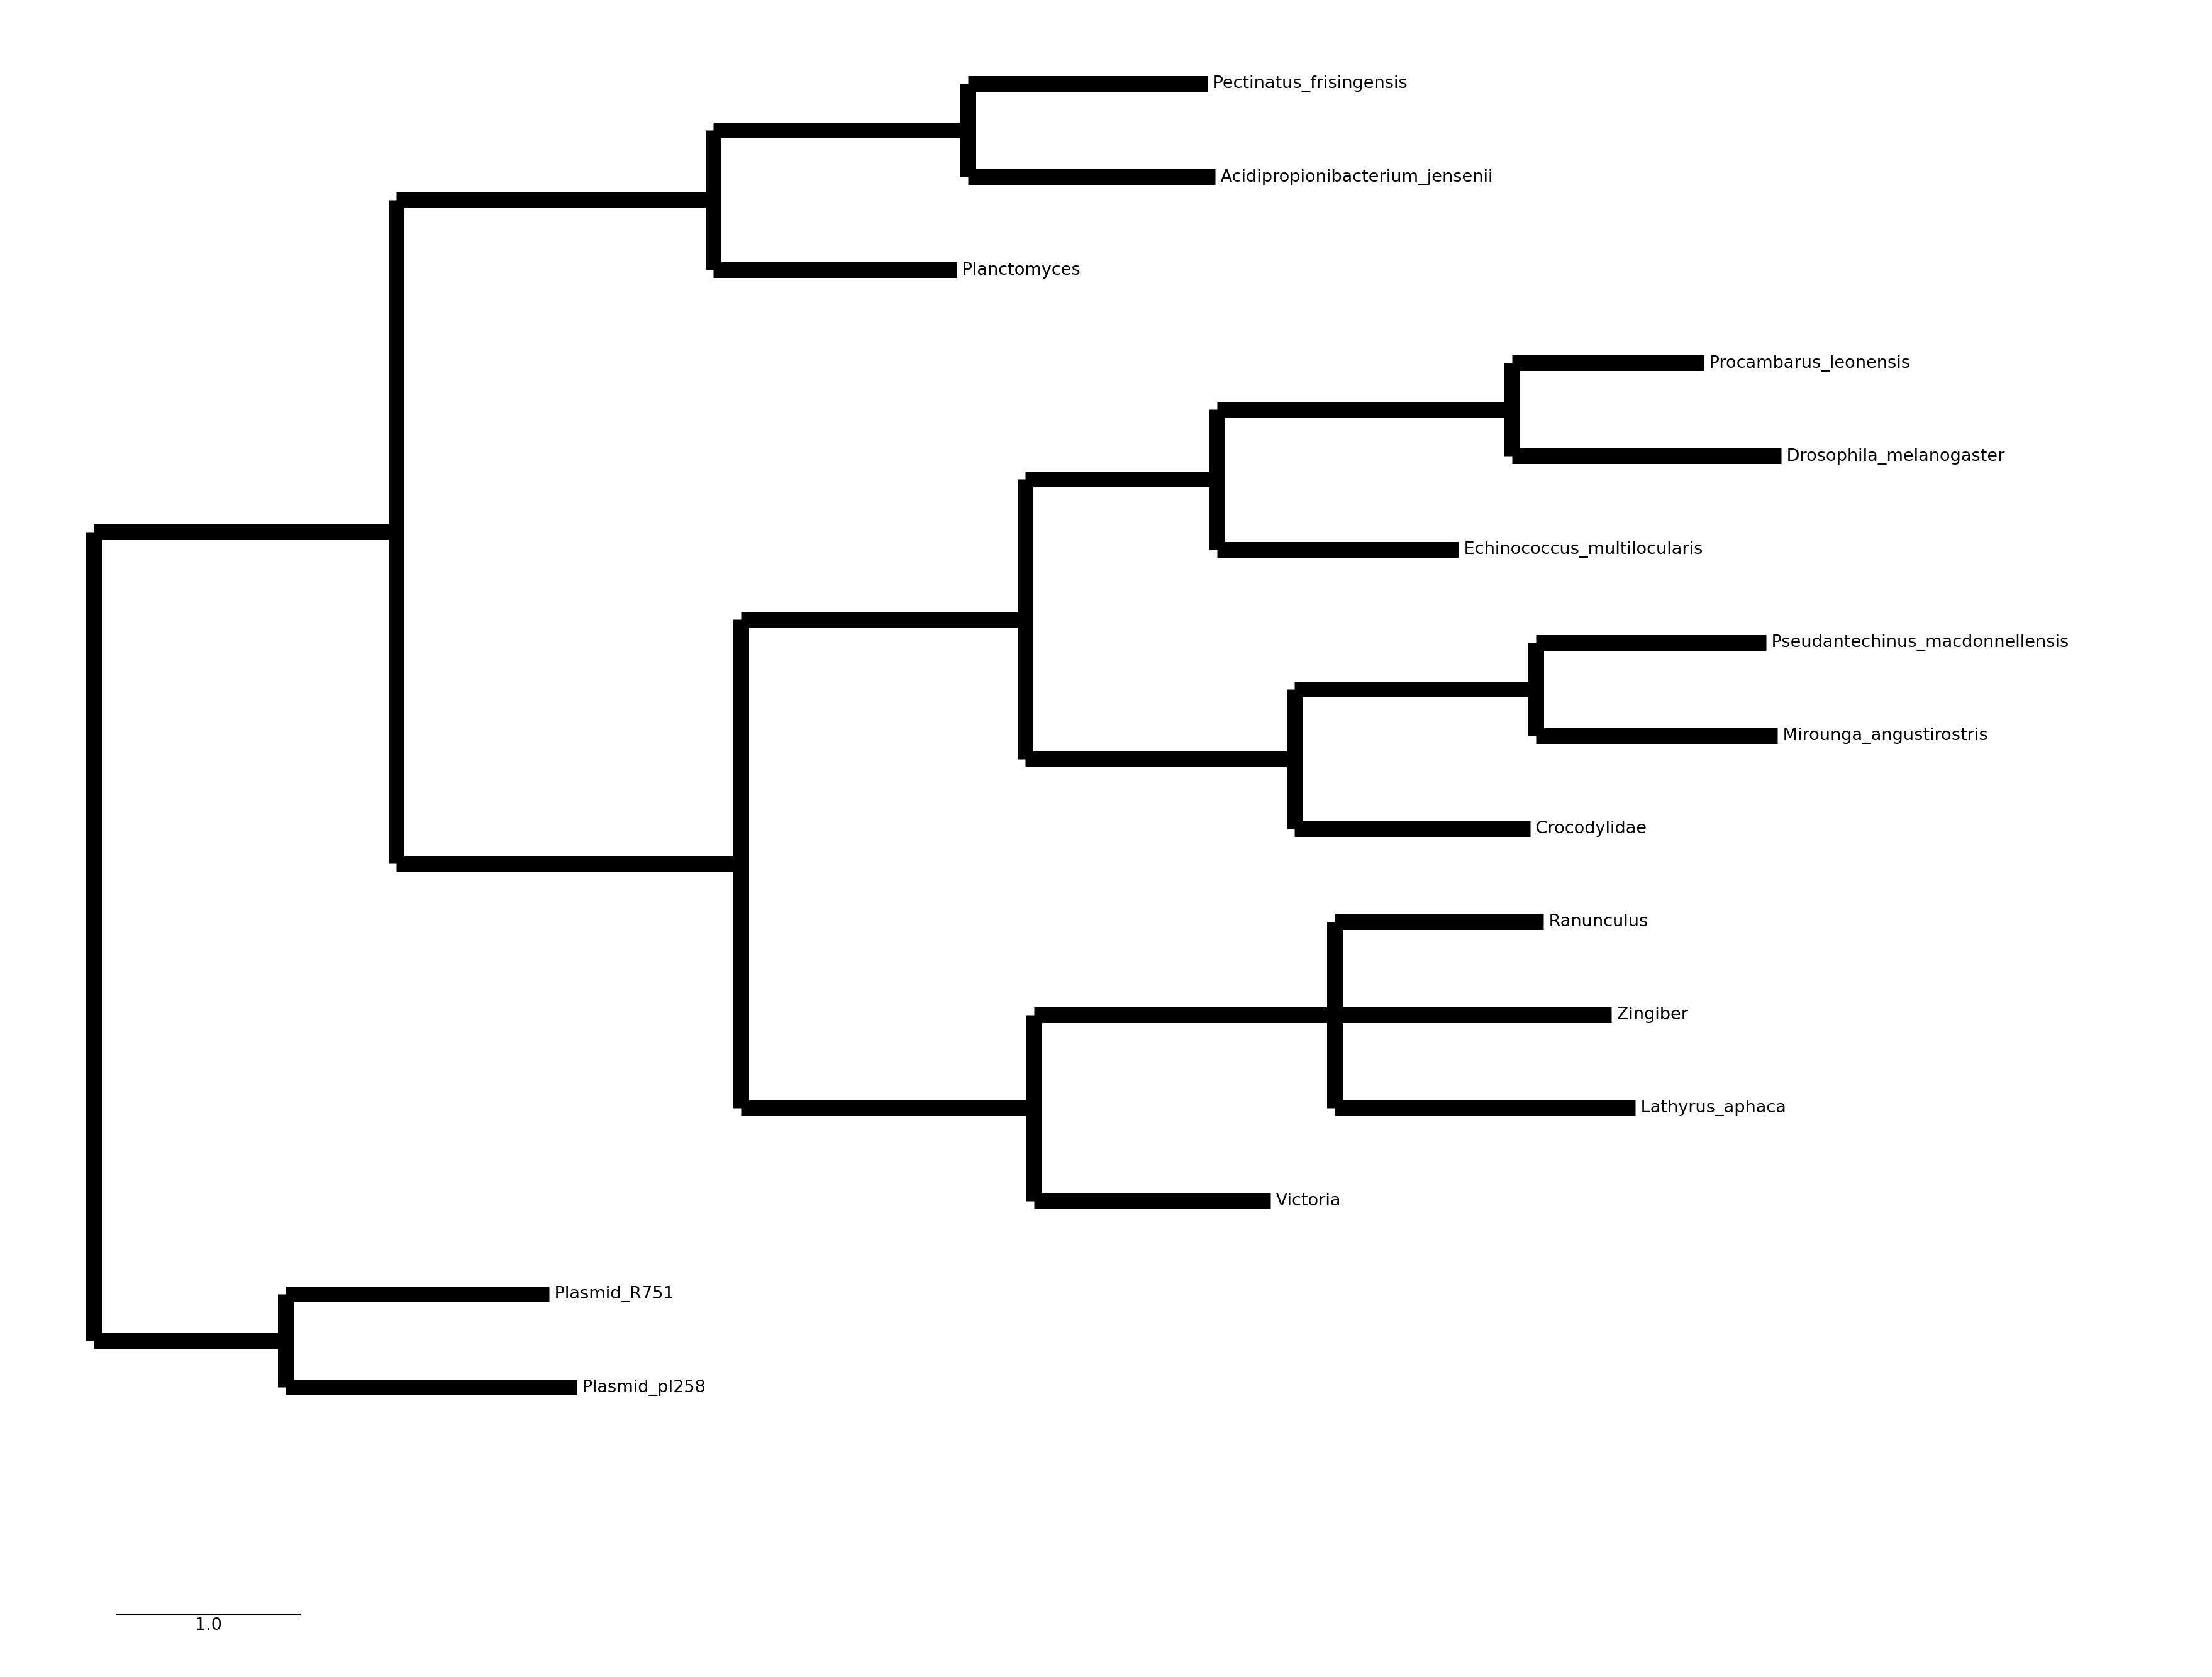 Pectinatus_frisingensis
Acidipropionibacterium_jensenii
Planctomyces
Procambarus_leonensis
Drosophila_melanogaster
Echinococcus_multilocularis
Pseudantechinus_macdonnellensis
Mirounga_angustirostris
Crocodylidae
Ranunculus
Zingiber
Lathyrus_aphaca
Victoria
Plasmid_R751
Plasmid_pI258
1.0